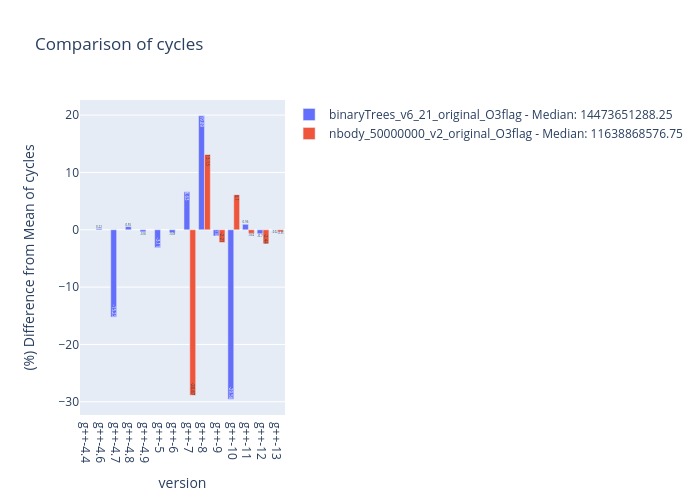 Comparison of cycles
binaryTrees_v6_21_original_O3flag - Median: 14473651288.25
nbody_50000000_v2_original_O3flag - Median: 11638868576.75
(%) Difference from Mean of cycles
20
10
0
−10
−20
−30
g++-4.4
g++-4.6
g++-4.7
g++-4.8
g++-4.9
g++-5
g++-6
g++-7
g++-8
g++-9
g++-10
g++-11
g++-12
g++-13
version